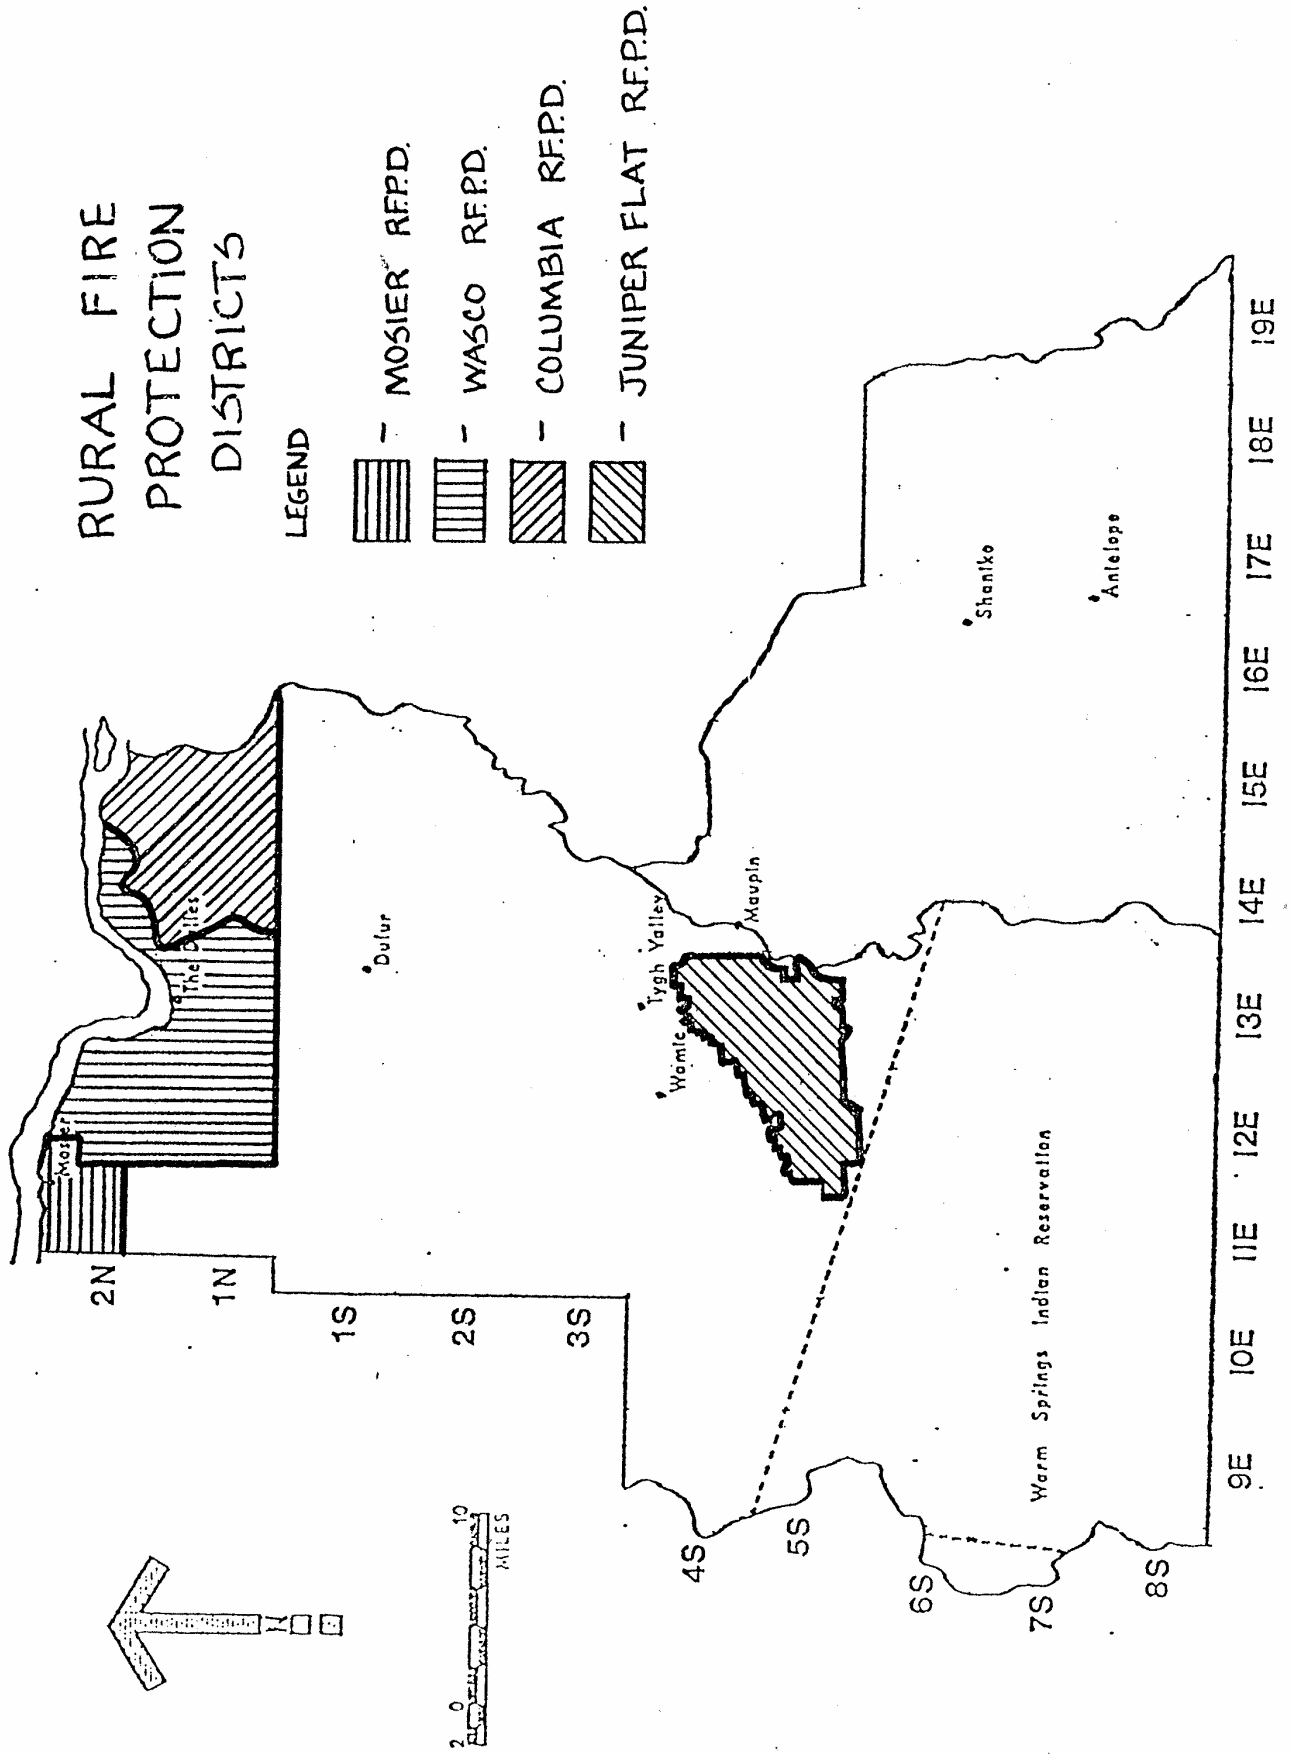 RURAL FIRE
PROTECTION
DISTRICTS
LEGEND
- MOSIER R.F.P.D.
- WASCO R.F.P.D.
- COLUMBIA R.F.P.D.
- JUNIPER FLAT R.F.P.D.
N
2 0 10
MILES
2N
1N
1S
2S
3S
4S
5S
6S
7S
8S
Mosier
The Dalles
Dufur
Tygh Valley
Wamic
Maupin
Shaniko
Antelope
Warm Springs Indian Reservation
9E 10E 11E 12E 13E 14E 15E 16E 17E 18E 19E